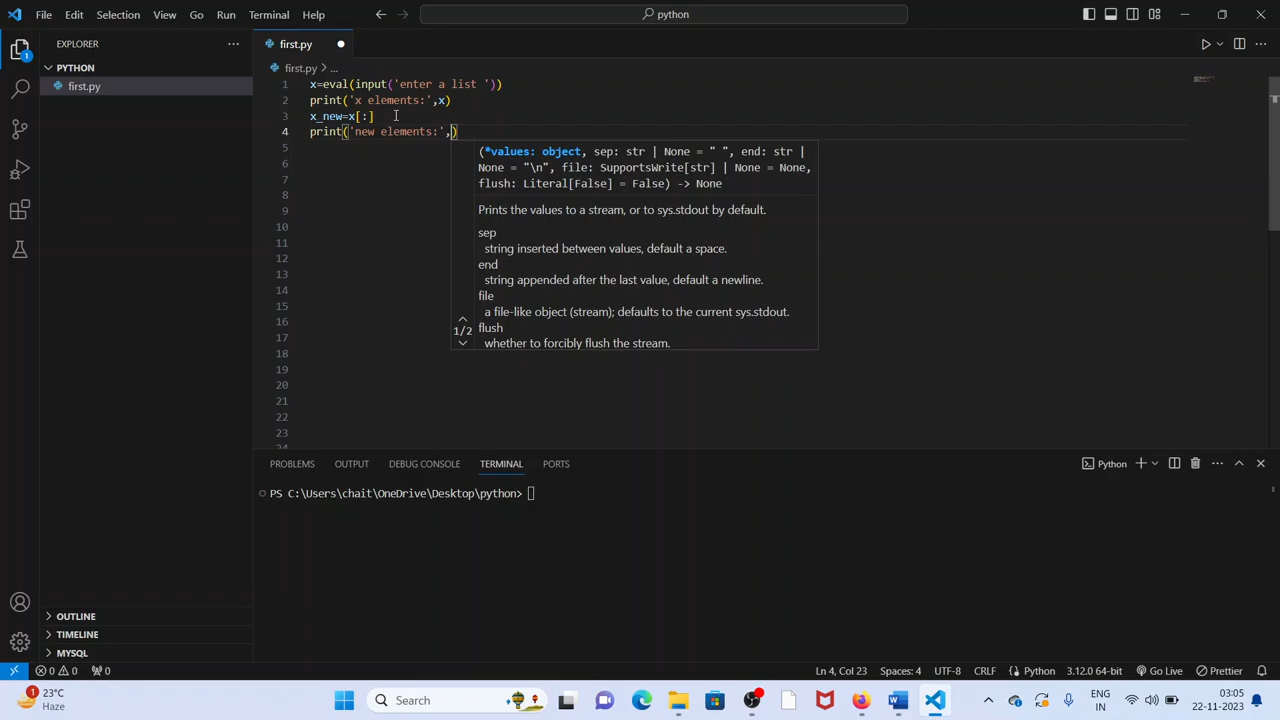 File Edit Selection View Go Run Terminal Help
python
EXPLORER
first.py
PYTHON
first.py
first.py > ...
1 x=eval(input('enter a list '))
2 print('x elements:',x)
3 x_new=x[:]
4 print('new elements:',)
5
6
7
8
9
10
11
12
13
14
15
16
17
18
19
20
21
22
23
24
(*values: object, sep: str | None = " ", end: str |
None = "\n", file: SupportsWrite[str] | None = None,
flush: Literal[False] = False) -> None
Prints the values to a stream, or to sys.stdout by default.
sep
string inserted between values, default a space.
end
string appended after the last value, default a newline.
file
a file-like object (stream); defaults to the current sys.stdout.
flush
1/2
whether to forcibly flush the stream.
PROBLEMS OUTPUT DEBUG CONSOLE TERMINAL PORTS
Python
PS C:\Users\chait\OneDrive\Desktop\python>
OUTLINE
TIMELINE
MYSQL
0 0 0
Ln 4, Col 23 Spaces: 4 UTF-8 CRLF Python 3.12.0 64-bit Go Live Prettier
1
23°C
Haze
Search
ENG
IN
03:05
22-11-2023